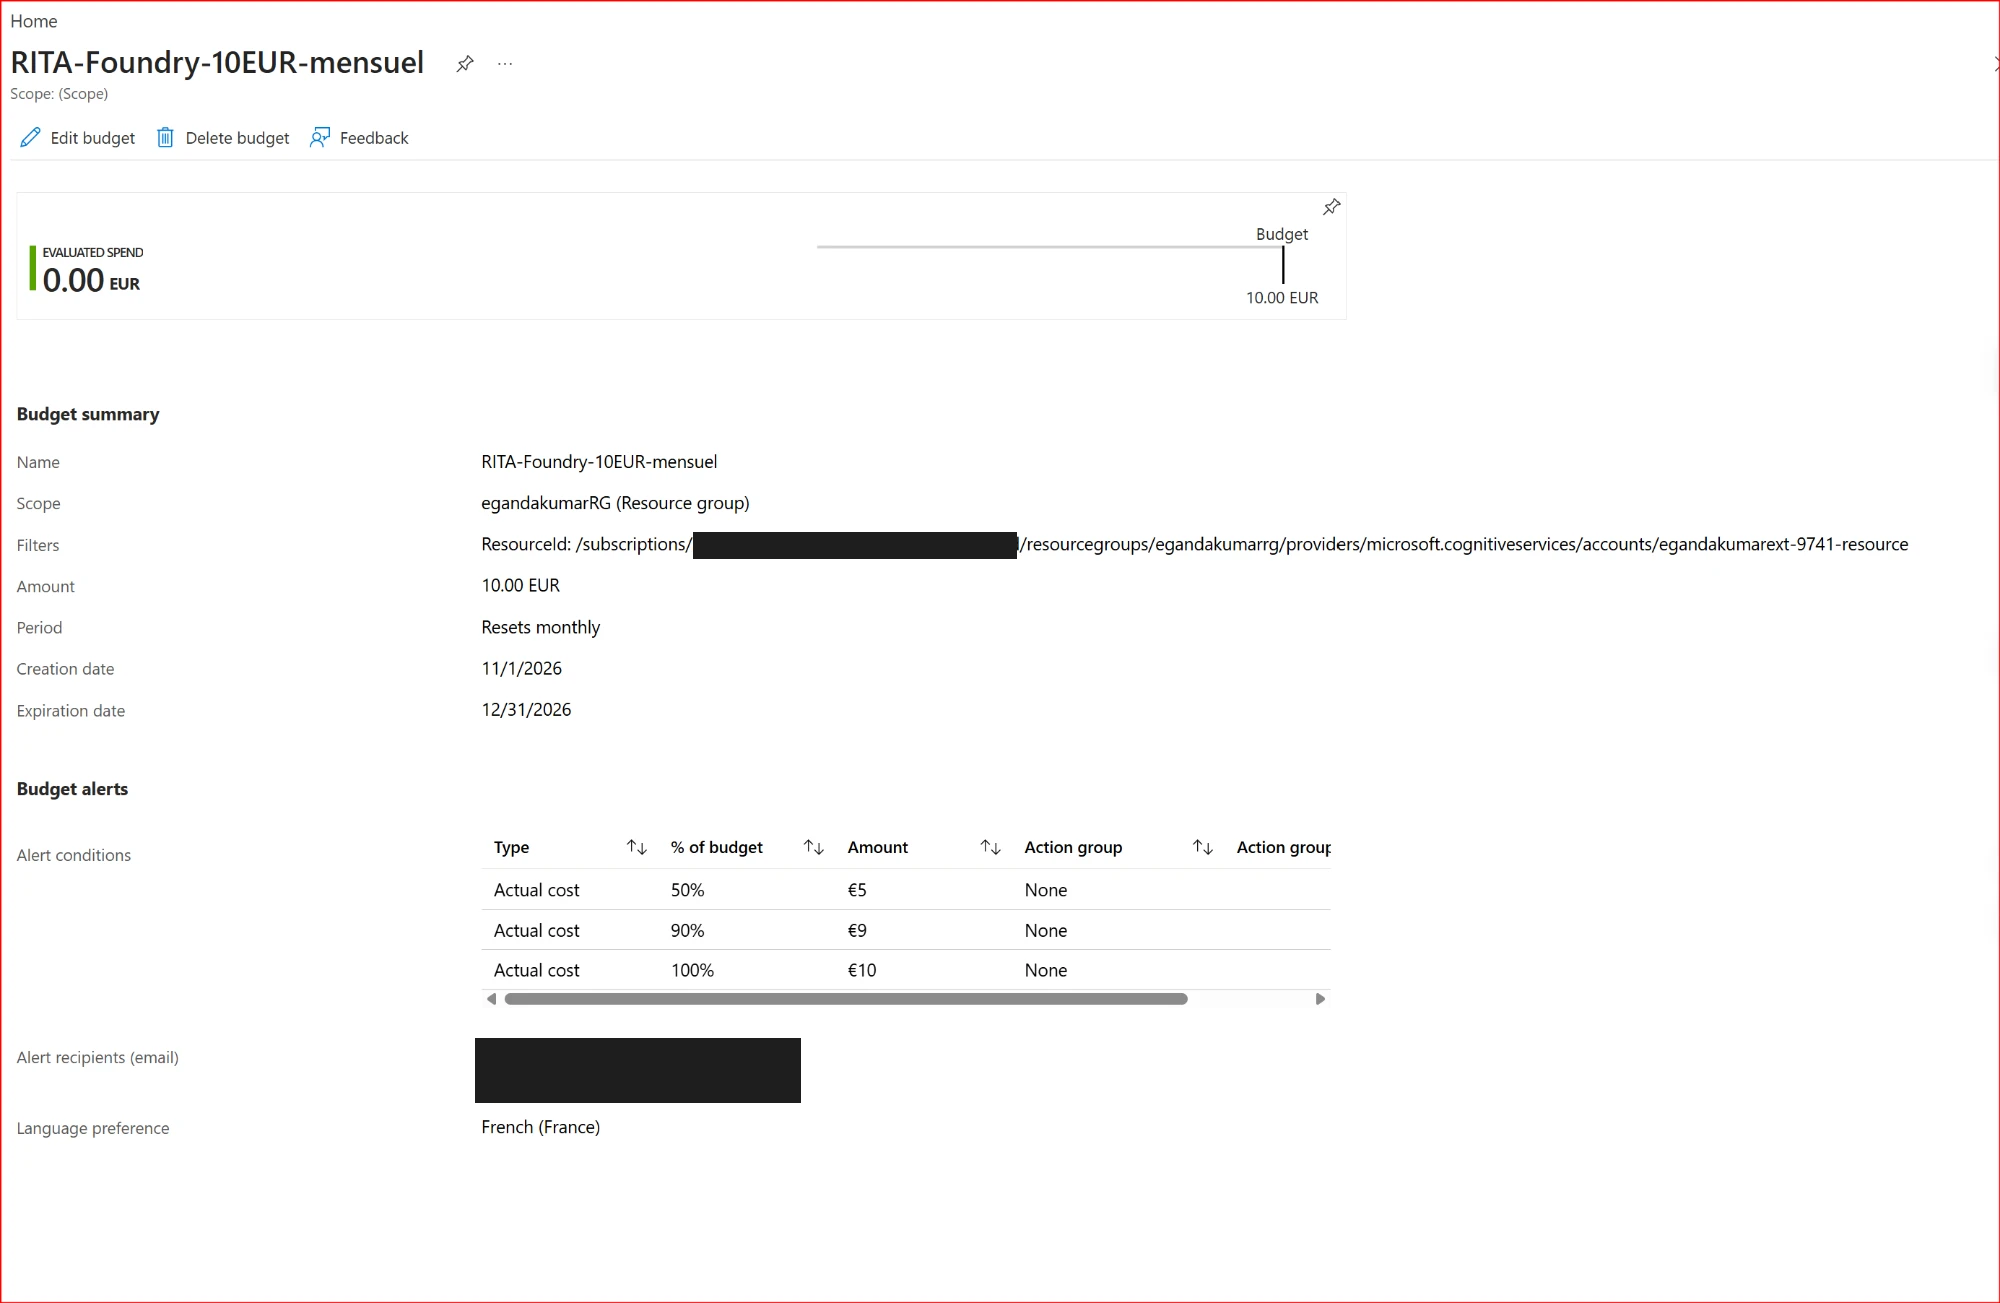 Home
RITA-Foundry-10EUR-mensuel
Scope: (Scope)
Edit budget Delete budget Feedback
EVALUATED SPEND
0.00 EUR
Budget
10.00 EUR
Budget summary
Name RITA-Foundry-10EUR-mensuel
Scope egandakumarRG (Resource group)
Filters ResourceId: /subscriptions/ /resourcegroups/egandakumarrg/providers/microsoft.cognitiveservices/accounts/egandakumarext-9741-resource
Amount 10.00 EUR
Period Resets monthly
Creation date 11/1/2026
Expiration date 12/31/2026
Budget alerts
Alert conditions
Type % of budget Amount Action group Action group
Actual cost 50% €5 None
Actual cost 90% €9 None
Actual cost 100% €10 None
Alert recipients (email)
Language preference French (France)